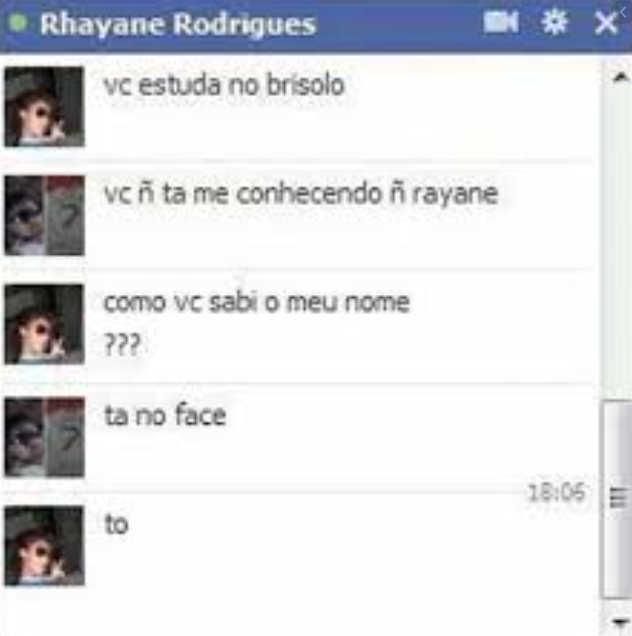 Rhayane Rodrigues
vc estuda no brisolo
vc ñ ta me conhecendo ñ rayane
como vc sabi o meu nome
???
ta no face
18:06
to